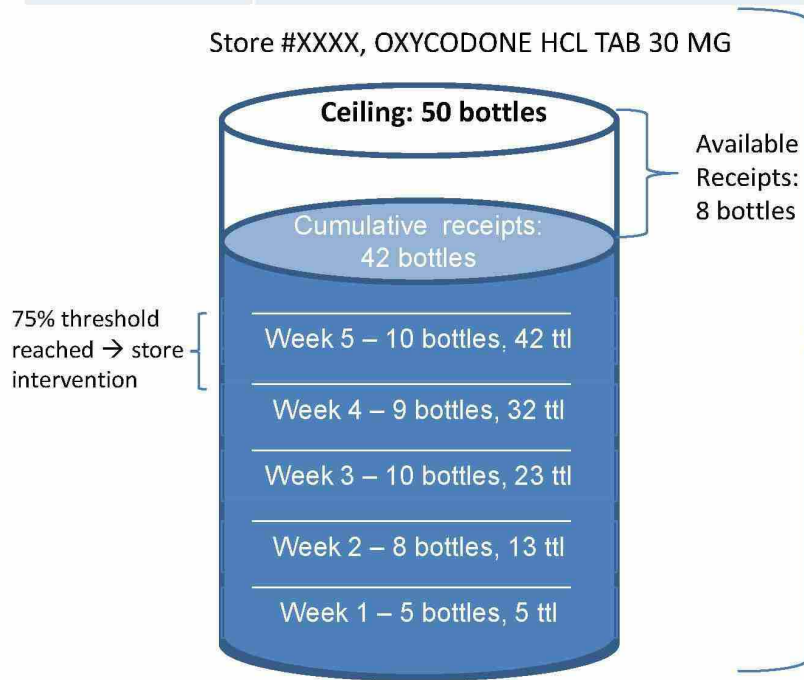 Store #XXXX, OXYCODONE HCL TAB 30 MG
Ceiling: 50 bottles
Available
Receipts:
8 bottles
Cumulative receipts:
42 bottles
75% threshold
reached → store
intervention
Week 5 – 10 bottles, 42 ttl
Week 4 – 9 bottles, 32 ttl
Week 3 – 10 bottles, 23 ttl
Week 2 – 8 bottles, 13 ttl
Week 1 – 5 bottles, 5 ttl